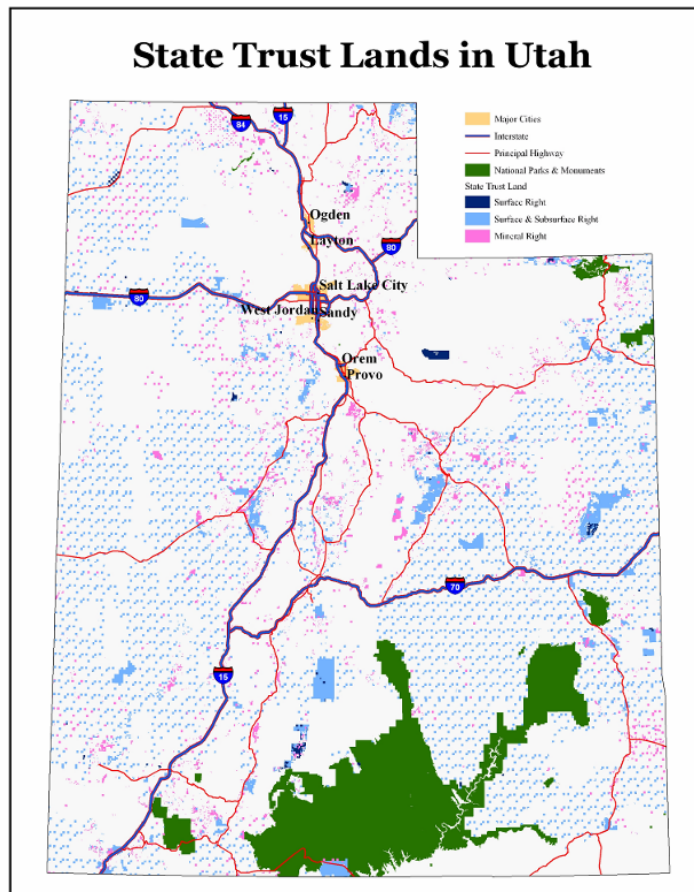 State Trust Lands in Utah
Major Cities
Interstate
Principal Highway
National Parks & Monuments
State Trust Land
Surface Right
Surface & Subsurface Right
Mineral Right
84
15
Ogden
Layton
80
Salt Lake City
80
West Jordan
Sandy
Orem
Provo
70
15